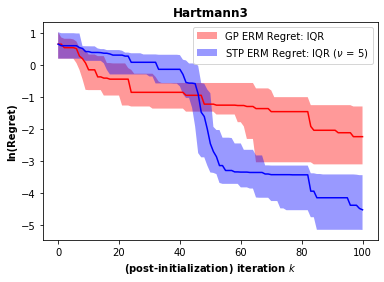 Hartmann3
GP ERM Regret: IQR
STP ERM Regret: IQR (ν = 5)
ln(Regret)
1
0
−1
−2
−3
−4
−5
0 20 40 60 80 100
(post-initialization) iteration k